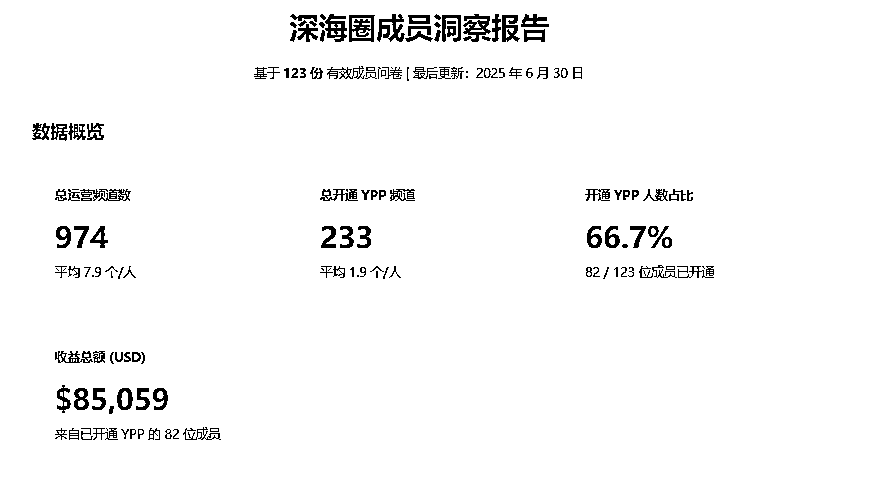 深海圈成员洞察报告
基于 123 份 有效成员问卷 | 最后更新：2025 年 6 月 30 日
数据概览
总运营频道数
974
平均 7.9 个/人
总开通 YPP 频道
233
平均 1.9 个/人
开通 YPP 人数占比
66.7%
82 / 123 位成员已开通
收益总额 (USD)
$85,059
来自已开通 YPP 的 82 位成员